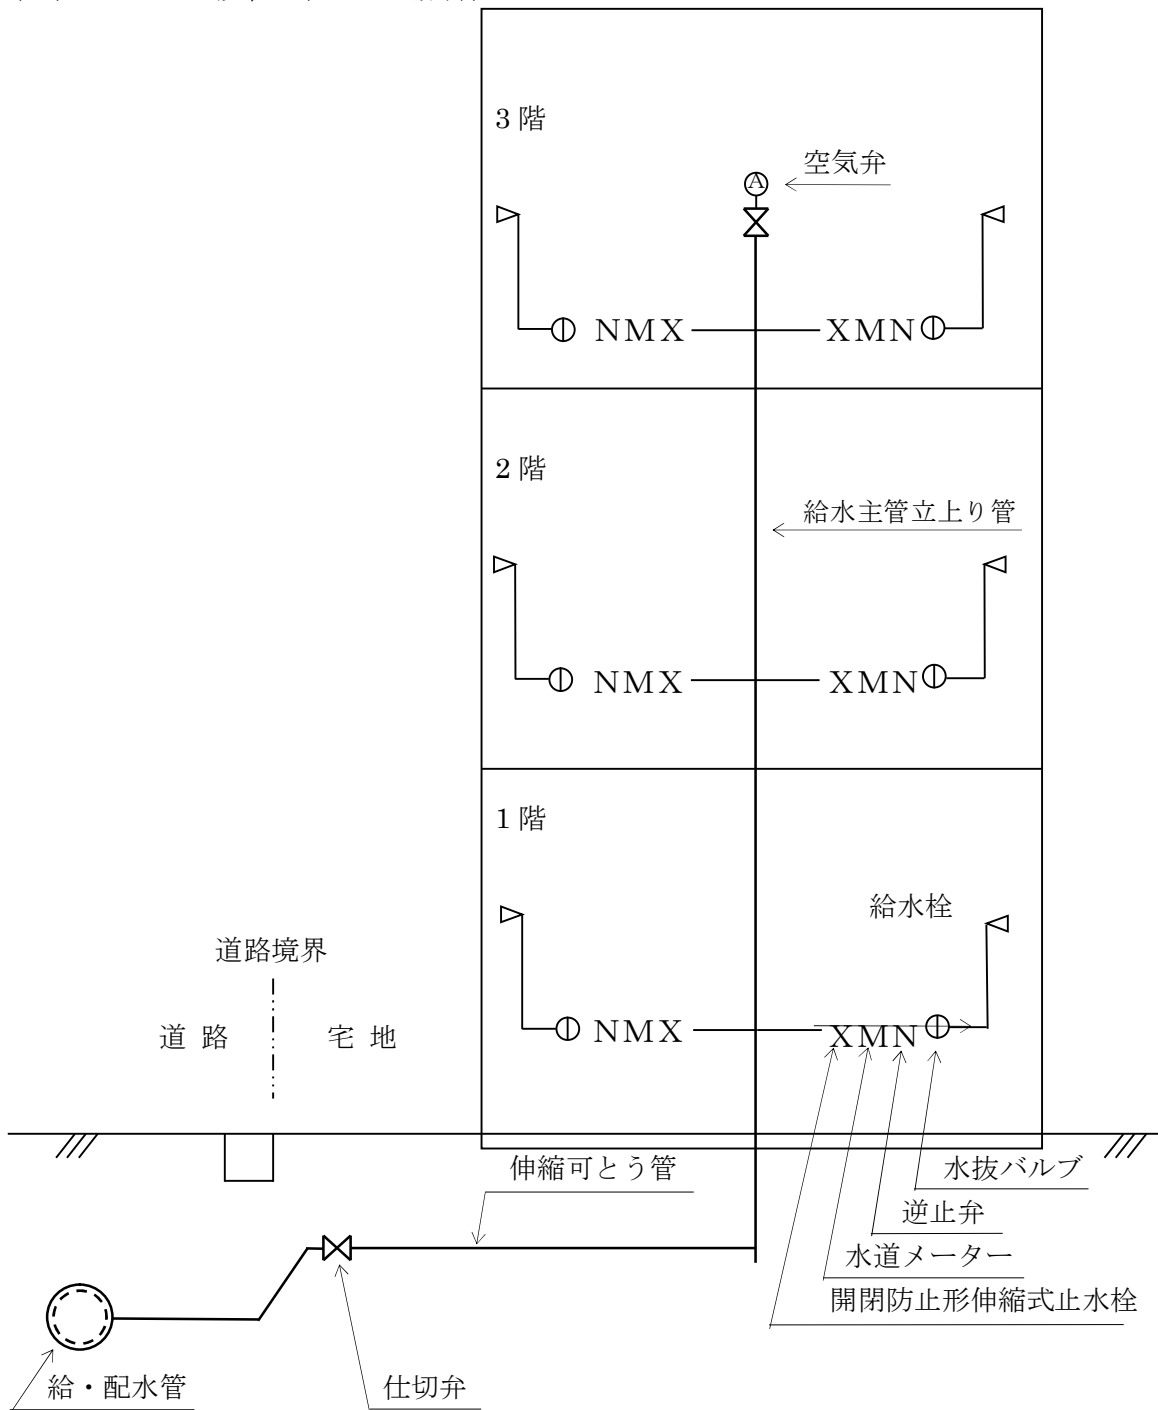 3階
空気弁
A
NMX
XMN
2階
給水主管立上り管
NMX
XMN
1階
給水栓
道路境界
道 路
宅 地
NMX
XMN
伸縮可とう管
水抜バルブ
逆止弁
水道メーター
開閉防止形伸縮式止水栓
給・配水管
仕切弁